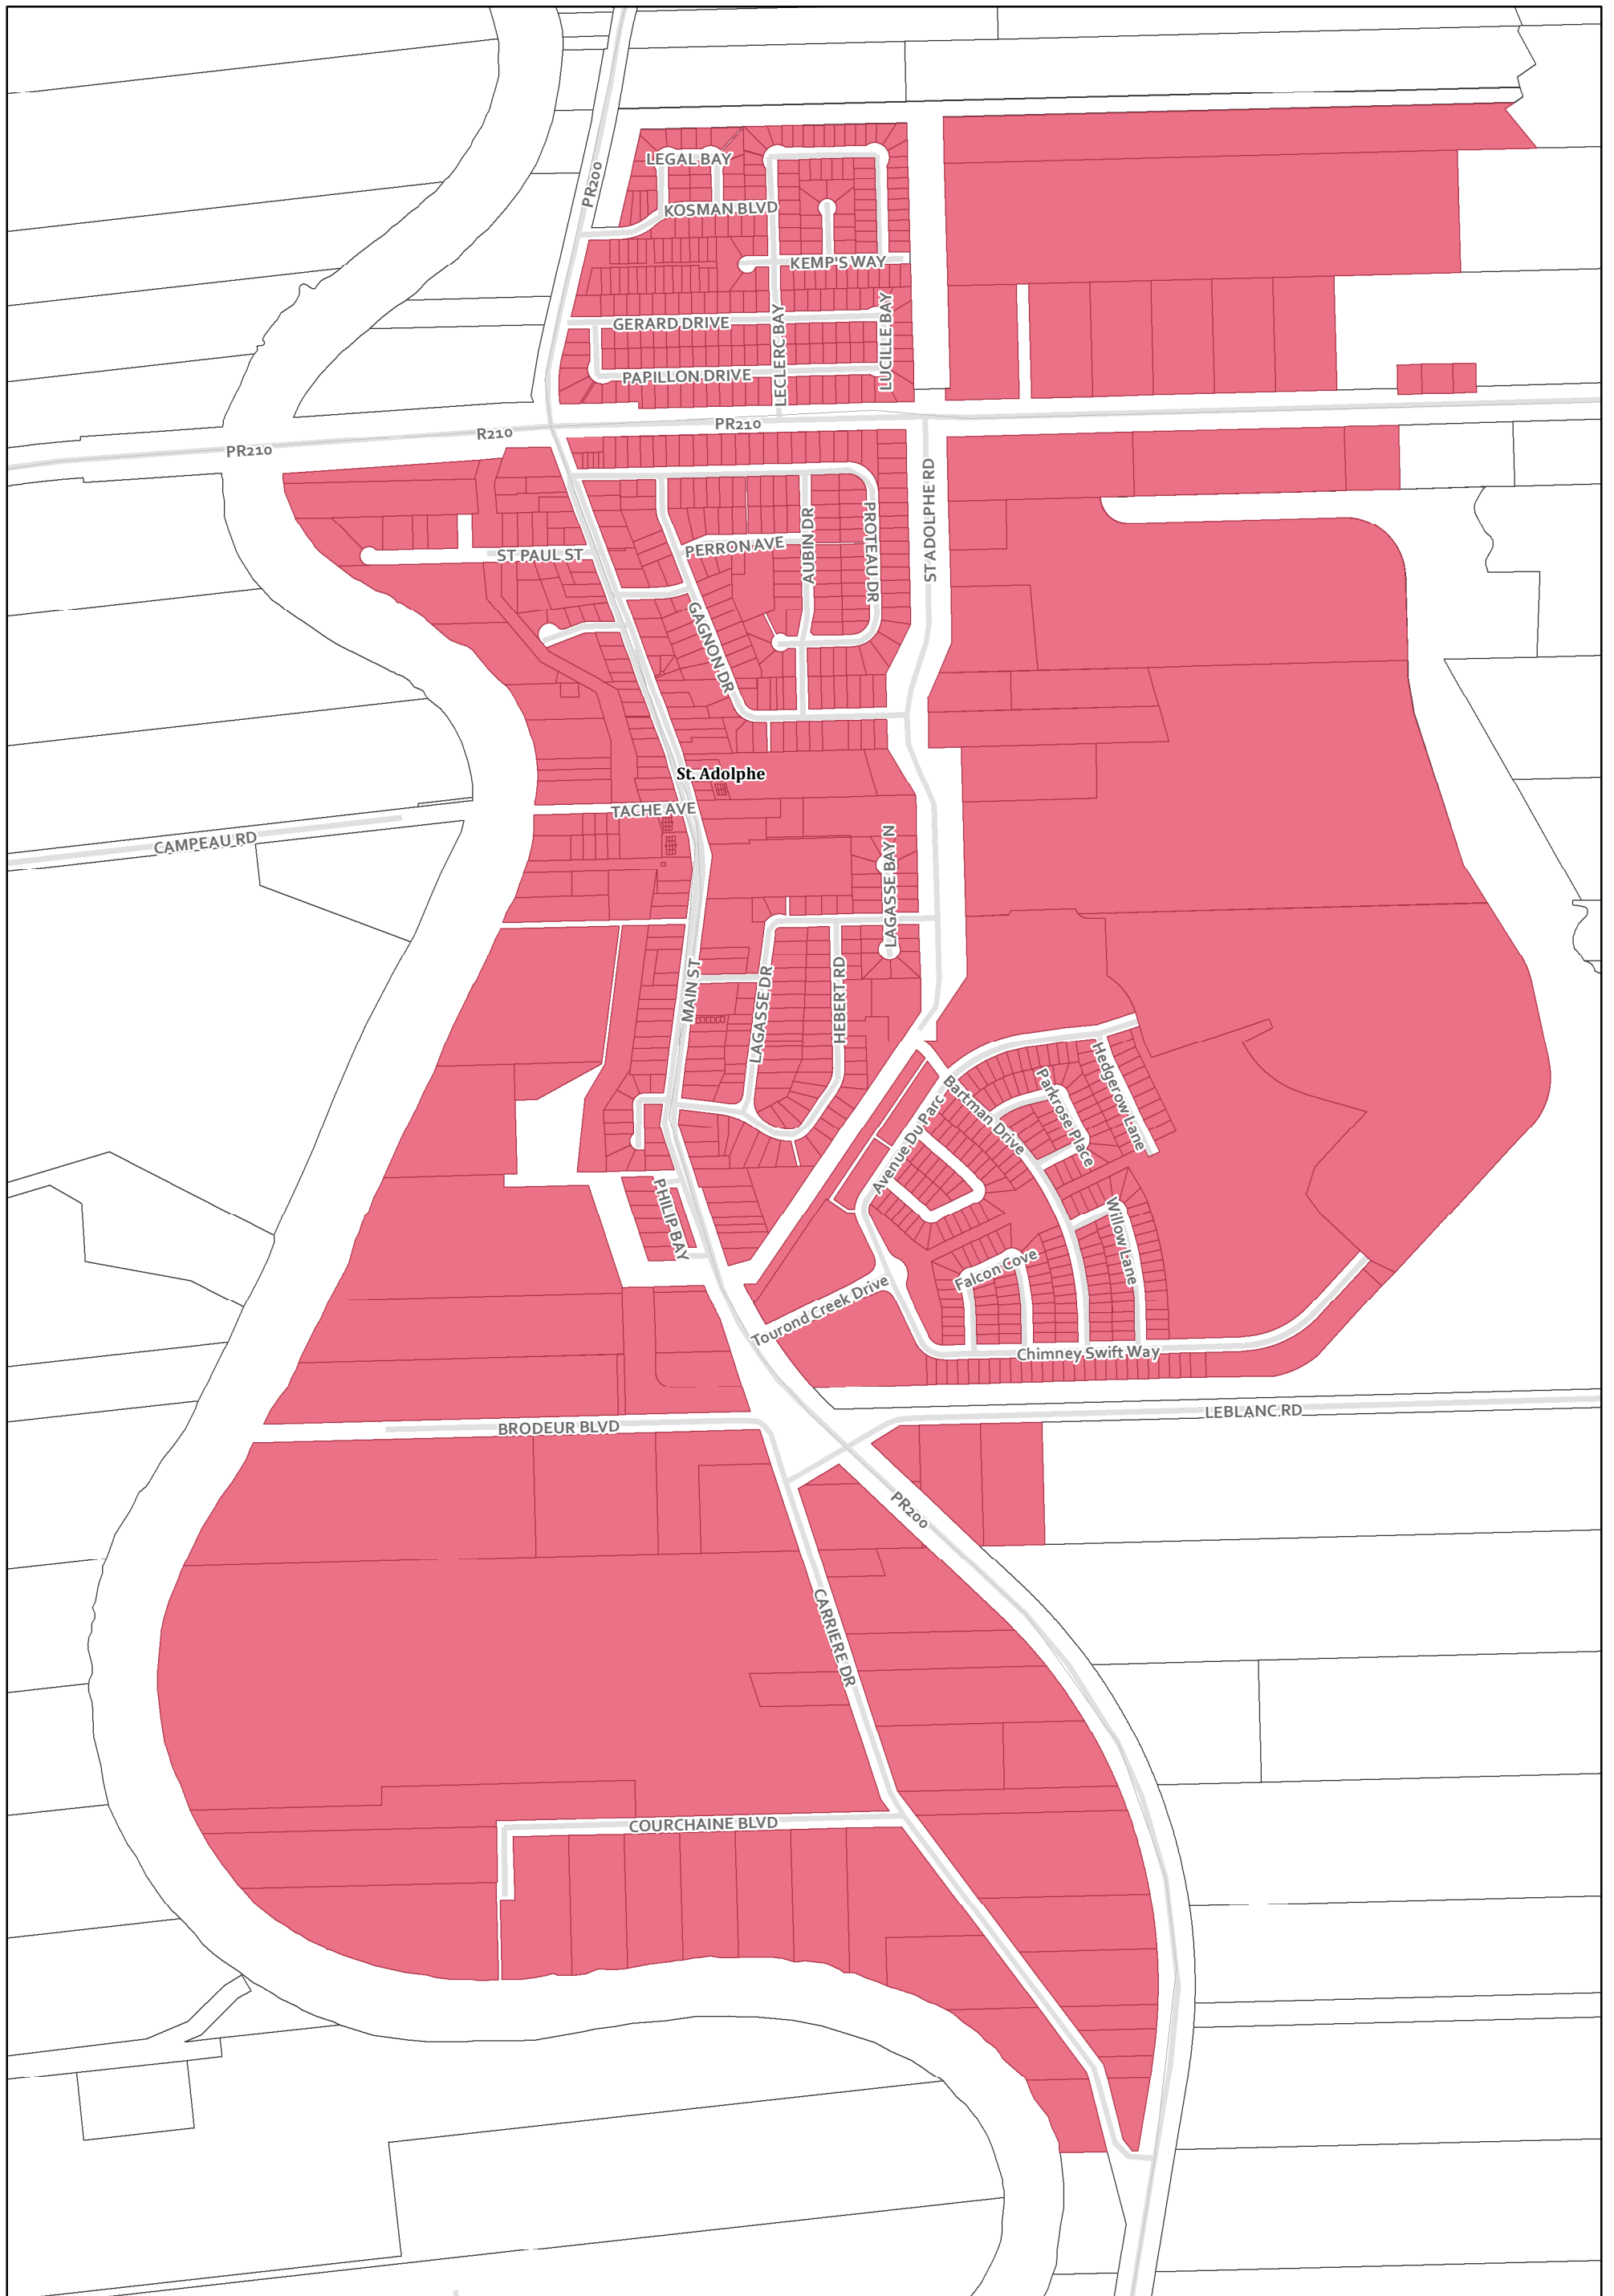 LEGAL BAY
PR200
KOSMAN BLVD
KEMP'S WAY
GERARD DRIVE
LECLERC BAY
LUCILLE BAY
PAPILLON DRIVE
PR210
R210
PR210
ST ADOLPHE RD
PROTEAU DR
AUBIN DR
PERRON AVE
ST PAUL ST
GAGNON DR
St. Adolphe
TACHE AVE
CAMPEAU RD
LAGASSE BAY N
MAIN ST
LAGASSE DR
HEBERT RD
Hedgerow Lane
Parkrose Place
Bartman Drive
Avenue Du Parc
PHILIP BAY
Willow Lane
Falcon Cove
Tourond Creek Drive
Chimney Swift Way
LEBLANC RD
BRODEUR BLVD
PR200
CARRIERE DR
COURCHAINE BLVD